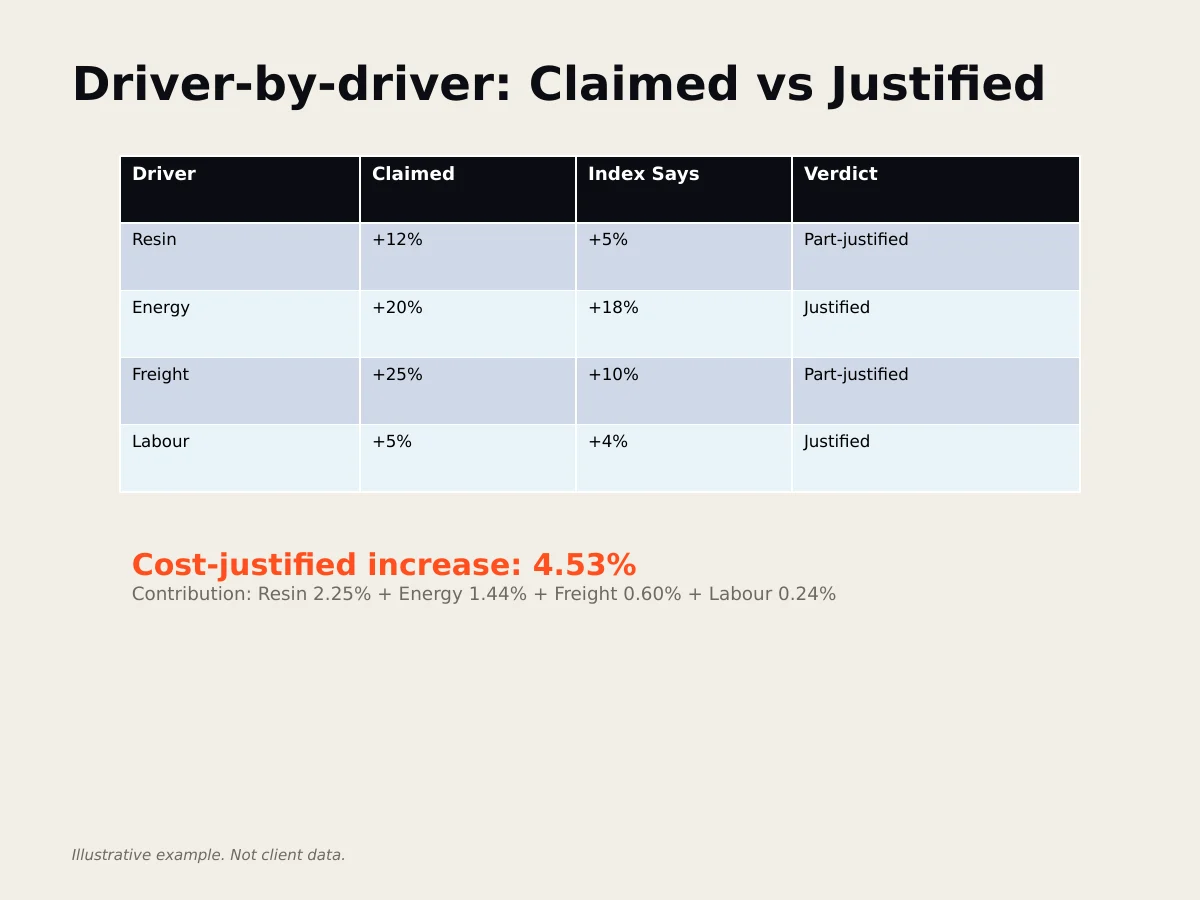 Driver-by-driver: Claimed vs Justified
Driver Claimed Index Says Verdict
Resin +12% +5% Part-justified
Energy +20% +18% Justified
Freight +25% +10% Part-justified
Labour +5% +4% Justified
Cost-justified increase: 4.53%
Contribution: Resin 2.25% + Energy 1.44% + Freight 0.60% + Labour 0.24%
Illustrative example. Not client data.